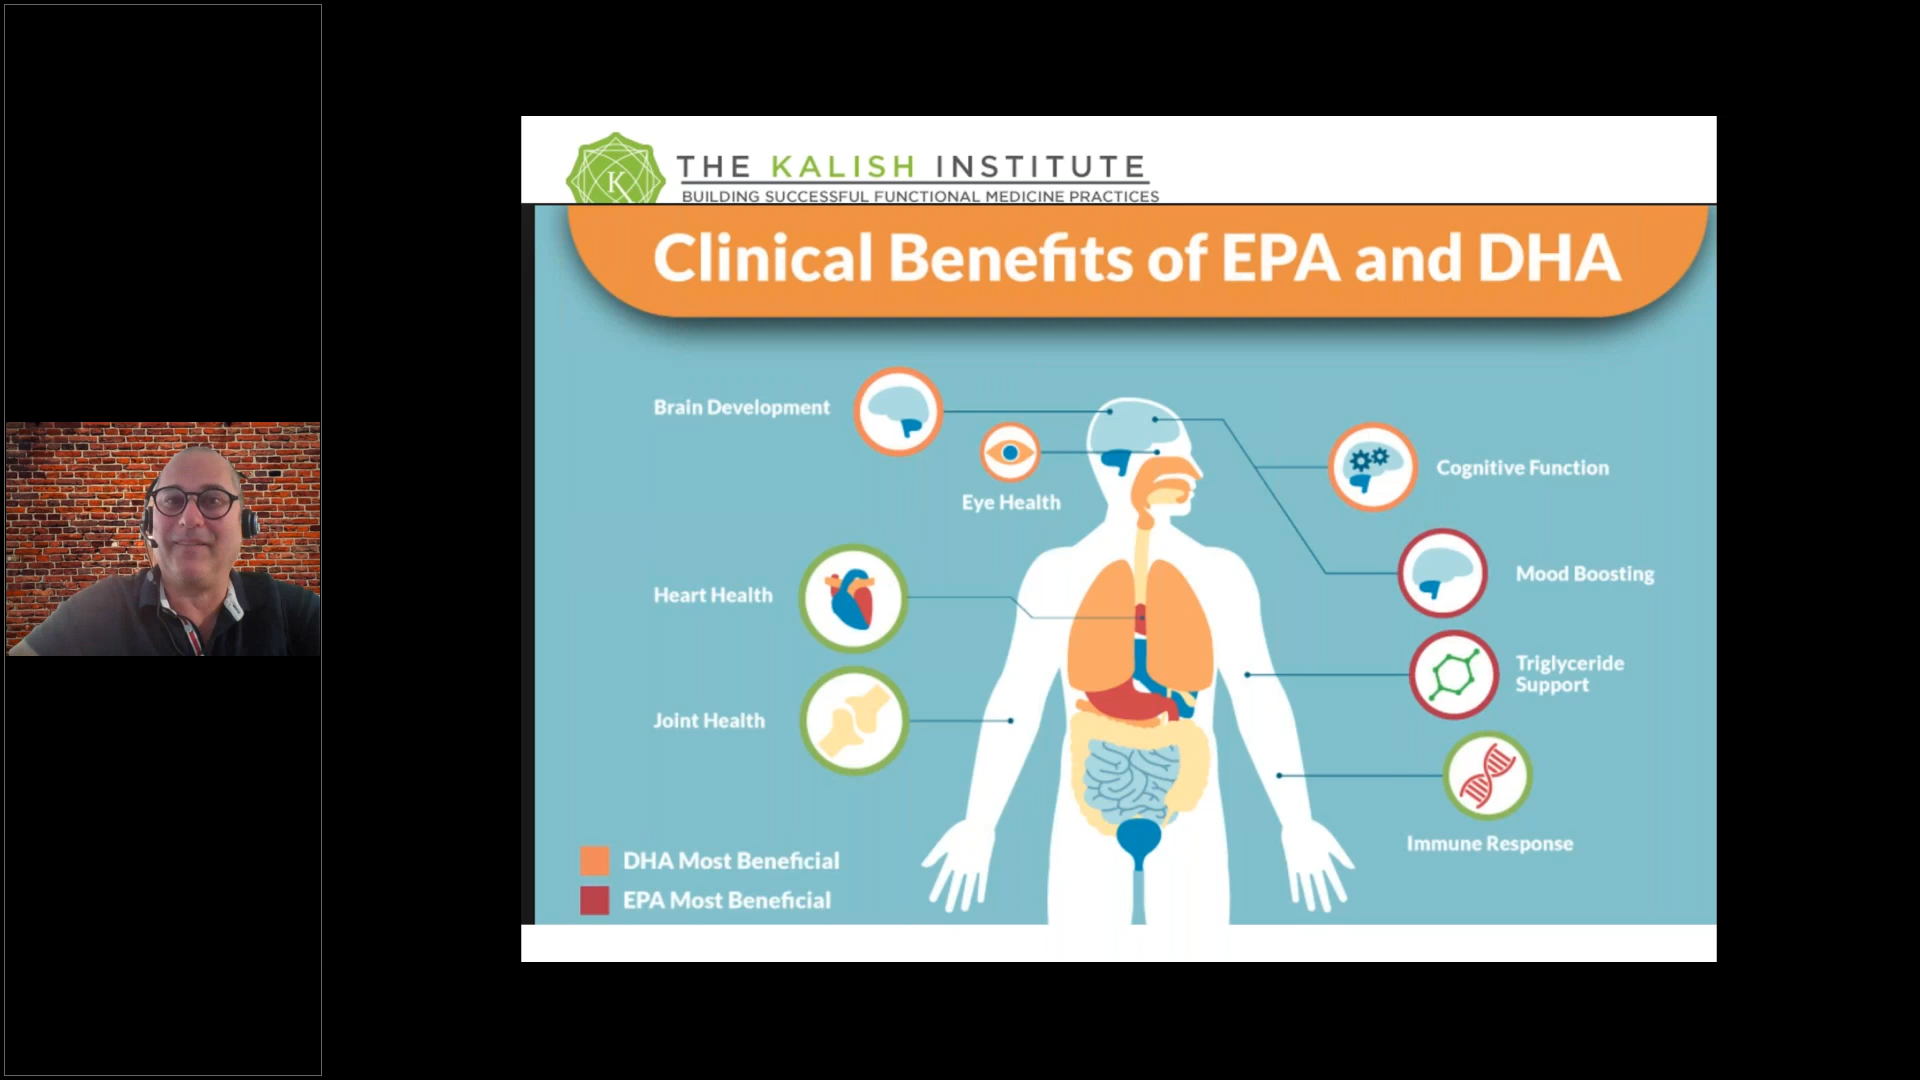 THE KALISH INSTITUTE
BUILDING SUCCESSFUL FUNCTIONAL MEDICINE PRACTICES
K
Clinical Benefits of EPA and DHA
Brain Development
Eye Health
Cognitive Function
Mood Boosting
Heart Health
Triglyceride
Support
Joint Health
Immune Response
DHA Most Beneficial
EPA Most Beneficial